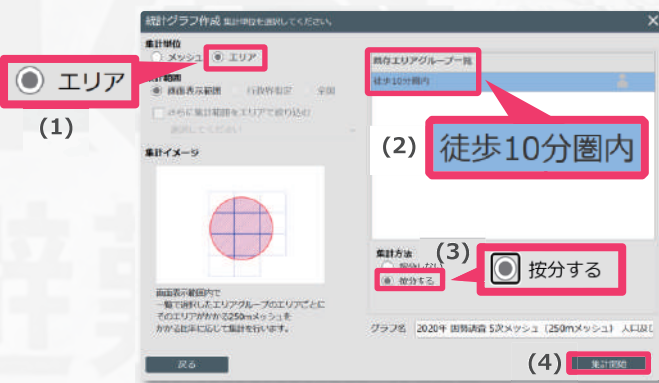 統計グラフ作成 集計単位を選択してください。
集計単位
メッシュ エリア
エリア
(1)
集計範囲
画面表示範囲 行政界指定 全国
さらに集計範囲をエリアで絞り込む
選択してください
集計イメージ
既存エリアグループ一覧
徒歩10分圏内
(2) 徒歩10分圏内
集計方法
按分しない
按分する
(3) 按分する
画面表示範囲内で
一覧で選択したエリアグループのエリアごとに
そのエリアがかかる250mメッシュを
かかる比率に応じて集計を行います。
グラフ名 2020年 国勢調査 5次メッシュ (250mメッシュ)
戻る
(4) 集計開始